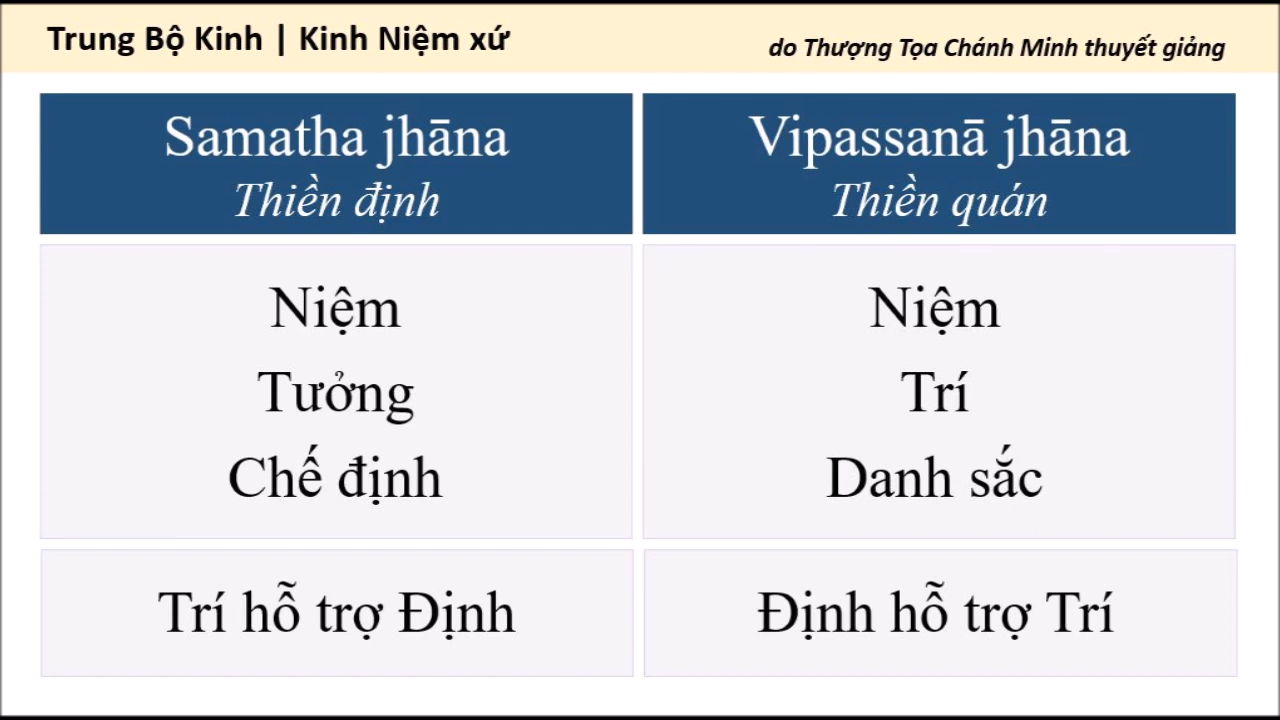 Trung Bộ Kinh | Kinh Niệm xứ
do Thượng Tọa Chánh Minh thuyết giảng
Samatha jhāna
Thiền định
Vipassanā jhāna
Thiền quán
Niệm
Tưởng
Chế định
Niệm
Trí
Danh sắc
Trí hỗ trợ Định
Định hỗ trợ Trí